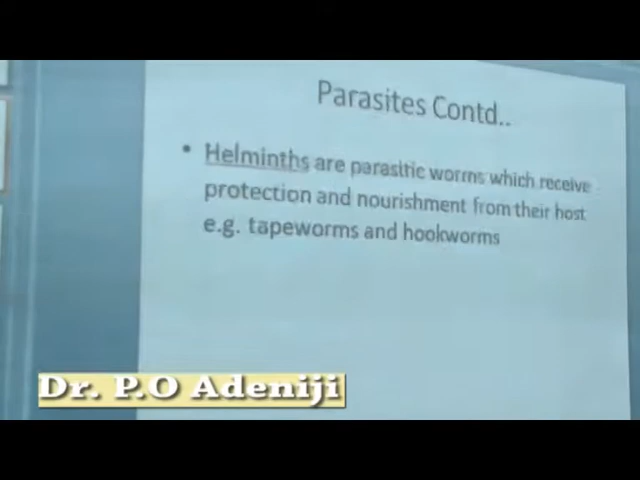 Parasites Contd..
• Helminths are parasitic worms which receive
protection and nourishment from their host
e.g. tapeworms and hookworms
Dr. P.O Adeniji